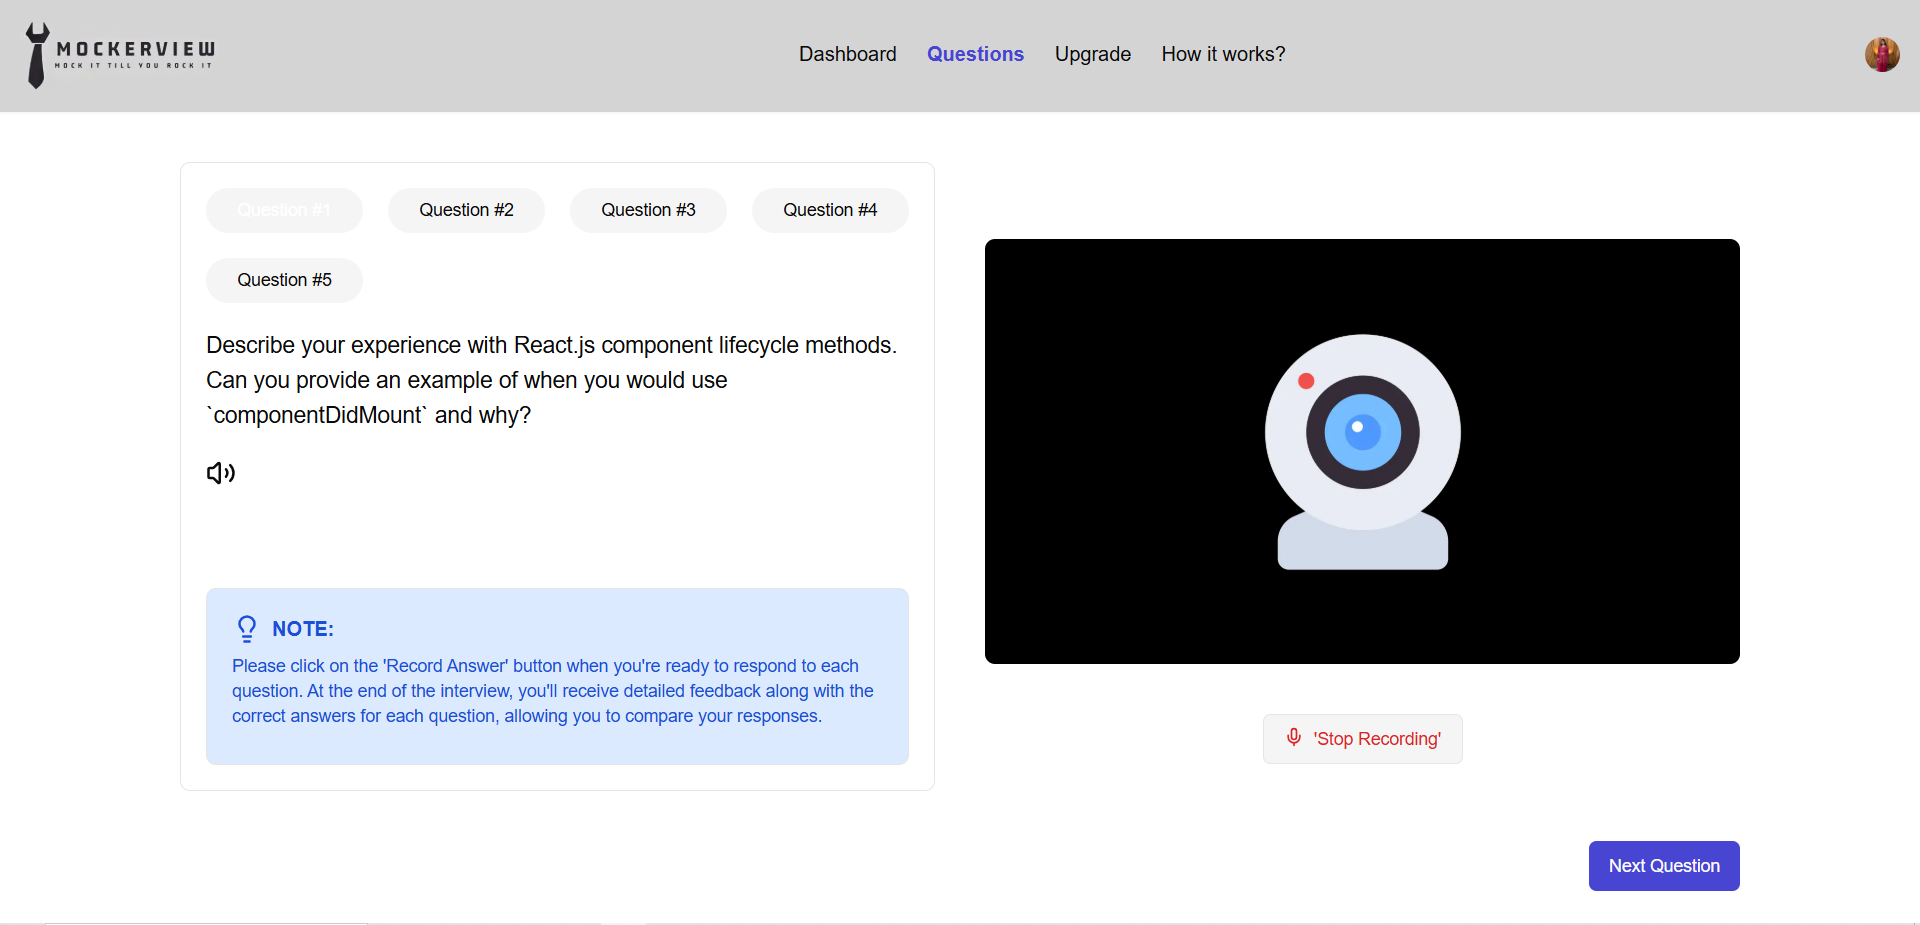 MOCKERVIEW
MOCK IT TILL YOU ROCK IT
Dashboard Questions Upgrade How it works?
Question #1 Question #2 Question #3 Question #4
Question #5
Describe your experience with React.js component lifecycle methods.
Can you provide an example of when you would use
`componentDidMount` and why?
NOTE:
Please click on the 'Record Answer' button when you're ready to respond to each
question. At the end of the interview, you'll receive detailed feedback along with the
correct answers for each question, allowing you to compare your responses.
'Stop Recording'
Next Question